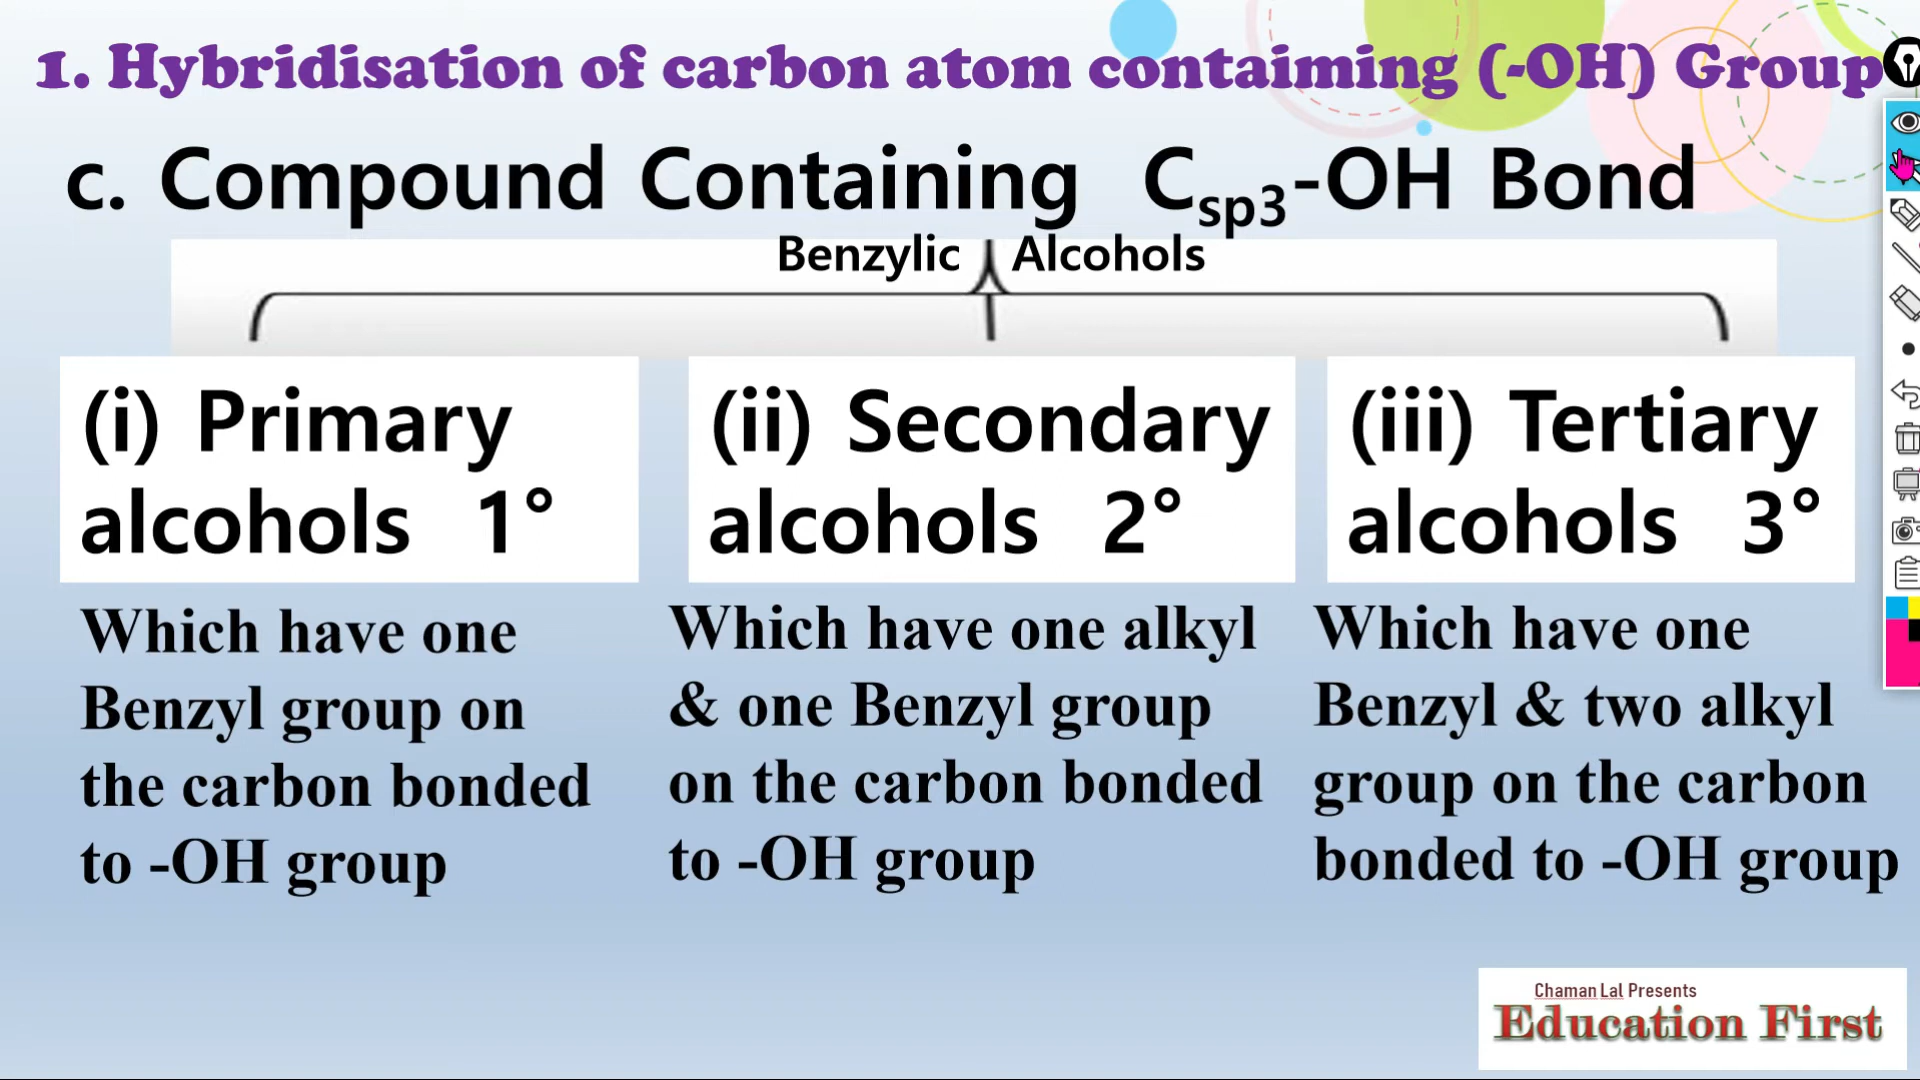 1. Hybridisation of carbon atom contaiming (-OH) Group
c. Compound Containing Csp3-OH Bond
Benzylic Alcohols
(i) Primary
alcohols 1°
(ii) Secondary
alcohols 2°
(iii) Tertiary
alcohols 3°
Which have one
Benzyl group on
the carbon bonded
to -OH group
Which have one alkyl
& one Benzyl group
on the carbon bonded
to -OH group
Which have one
Benzyl & two alkyl
group on the carbon
bonded to -OH group
Chaman Lal Presents
Education First